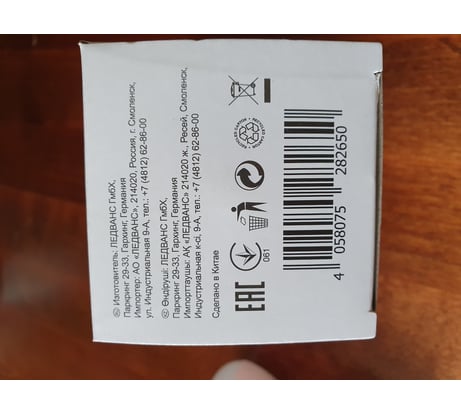 Изготовитель: ЛЕДВАНС ГмбХ,
Паркринг 29-33, Гархинг, Германия
Импортер: АО «ЛЕДВАНС», 214020, Россия, г. Смоленск,
ул. Индустриальная 9-А, тел.: +7 (4812) 62-86-00
Өндіруші: ЛЕДВАНС ГмбХ,
Паркринг 29-33, Гархинг, Германия
Импорттаушы: АҚ «ЛЕДВАНС» 214020 ж., Ресей, Смоленск,
Индустриальная к-сі, 9-А, тел.: +7 (4812) 62-86-00
Сделано в Китае
EAC
061
4 058075 282650